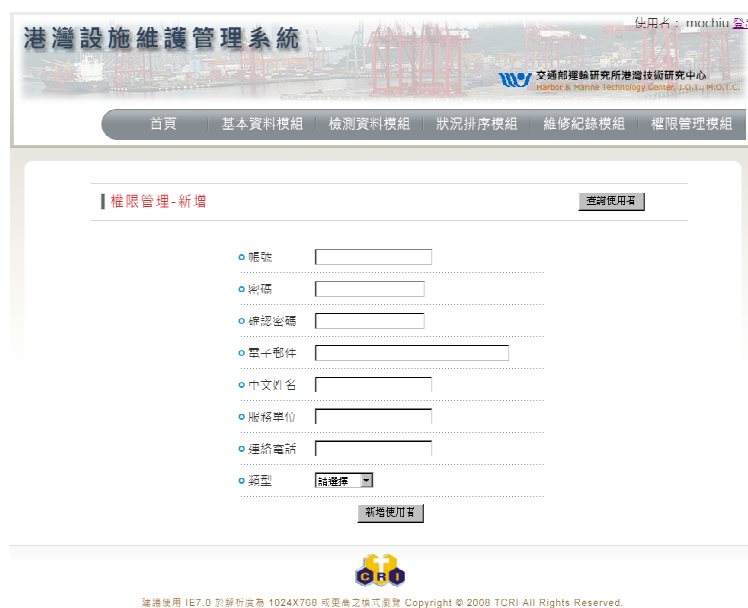 使用者： mochiu 登
港灣設施維護管理系統
交通部運輸研究所港灣技術研究中心
Harbor & Marine Technology Center, I.O.T., M.O.T.C.
首頁 基本資料模組 檢測資料模組 狀況排序模組 維修紀錄模組 權限管理模組
權限管理-新增 查詢使用者
帳號
密碼
確認密碼
電子郵件
中文姓名
服務單位
連絡電話
類型 請選擇
新增使用者
CRI
建議使用 IE7.0 於解析度為 1024X768 或更高之模式瀏覽 Copyright © 2008 TCRI All Rights Reserved.